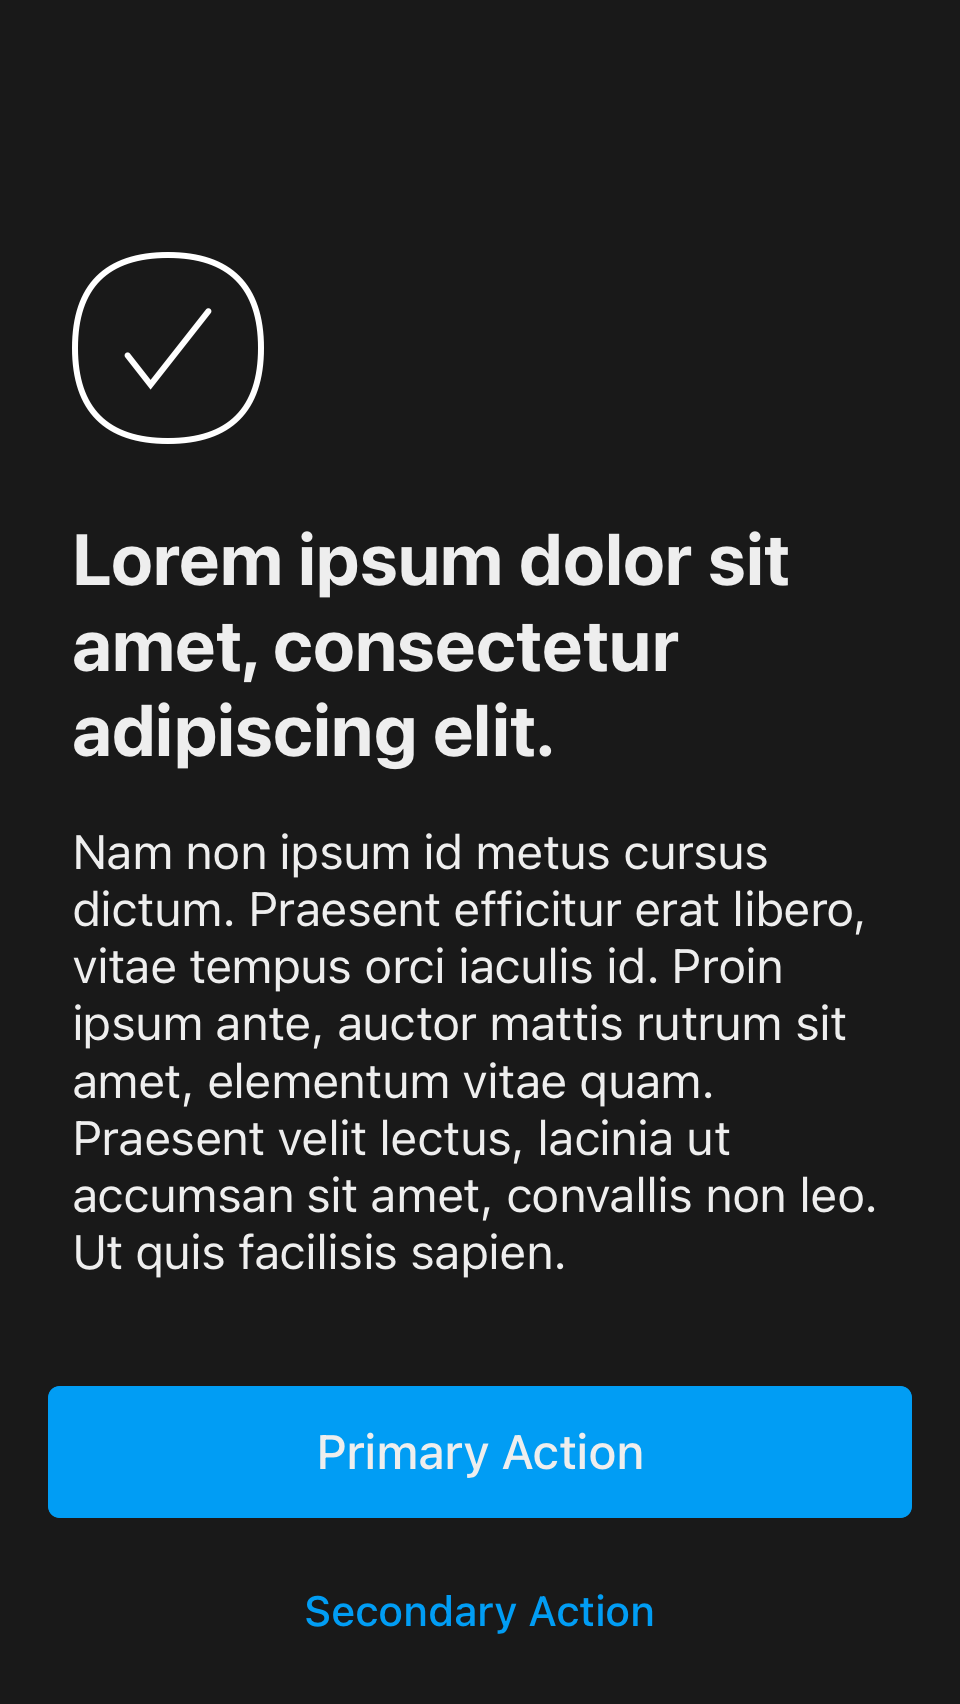 Lorem ipsum dolor sit
amet, consectetur
adipiscing elit.
Nam non ipsum id metus cursus
dictum. Praesent efficitur erat libero,
vitae tempus orci iaculis id. Proin
ipsum ante, auctor mattis rutrum sit
amet, elementum vitae quam.
Praesent velit lectus, lacinia ut
accumsan sit amet, convallis non leo.
Ut quis facilisis sapien.
Primary Action
Secondary Action